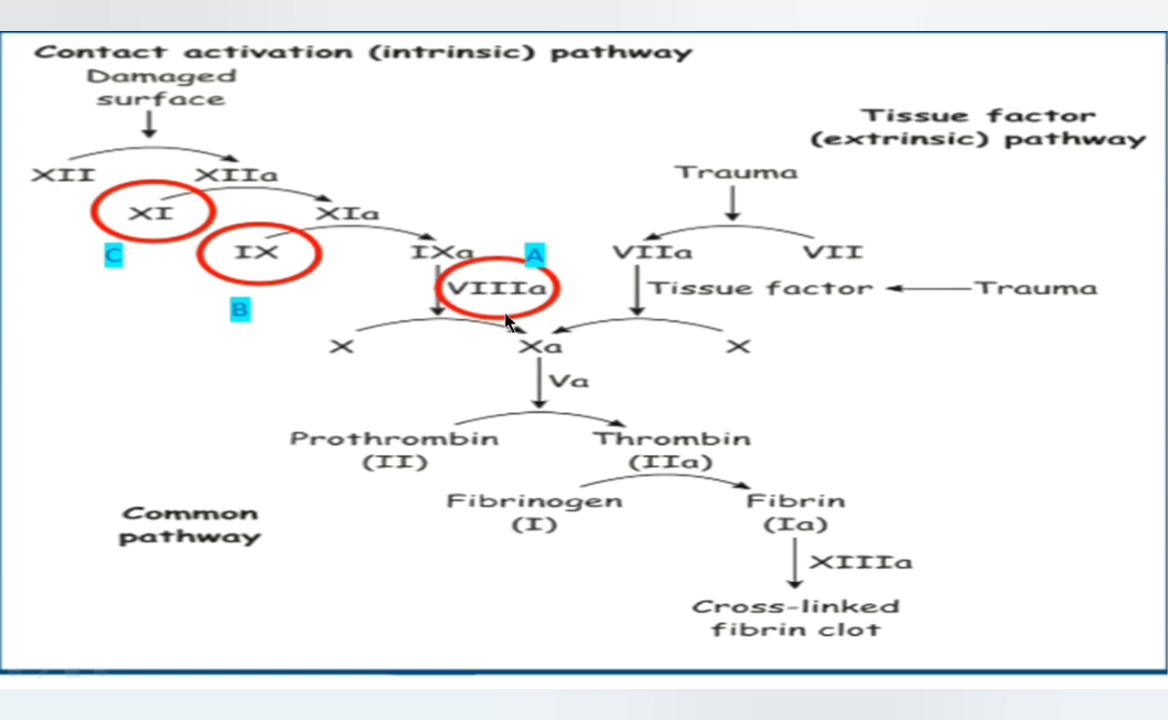 Contact activation (intrinsic) pathway
Damaged
surface
Tissue factor
(extrinsic) pathway
XII XIIa Trauma
XI XIa
C IX IXa A VIIa VII
B VIIIa Tissue factor Trauma
X Xa X
Va
Prothrombin Thrombin
(II) (IIa)
Fibrinogen Fibrin
(I) (Ia)
Common
pathway
XIIIa
Cross-linked
fibrin clot